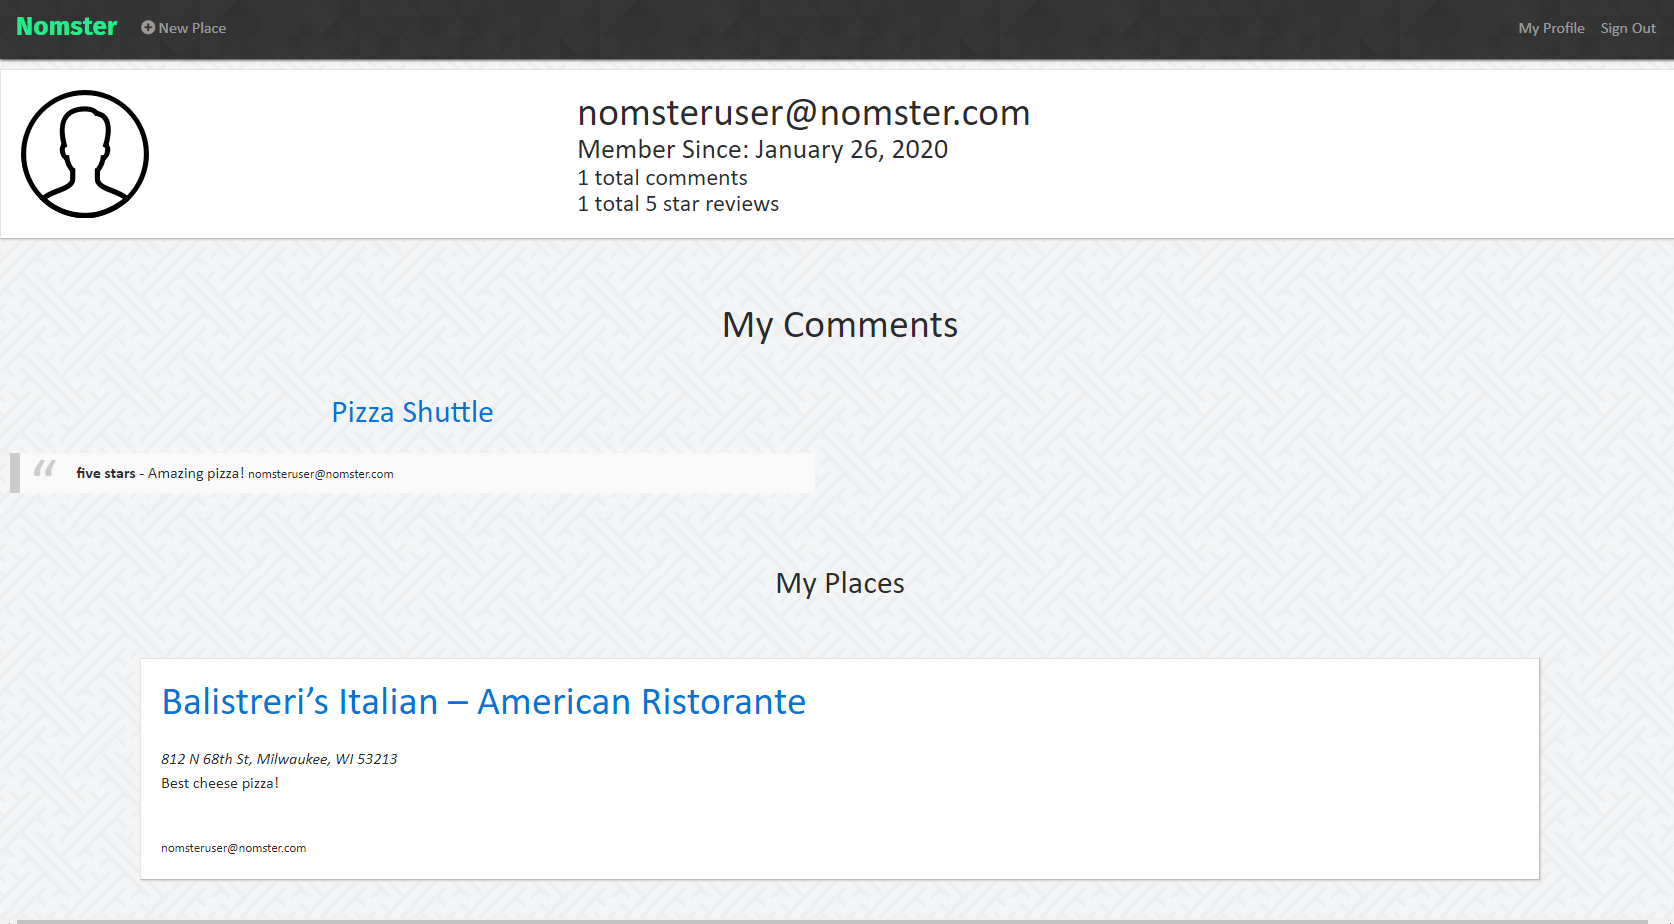 Nomster New Place My Profile Sign Out
nomsteruser@nomster.com
Member Since: January 26, 2020
1 total comments
1 total 5 star reviews
My Comments
Pizza Shuttle
“ five stars - Amazing pizza! nomsteruser@nomster.com
My Places
Balistreri’s Italian – American Ristorante
812 N 68th St, Milwaukee, WI 53213
Best cheese pizza!
nomsteruser@nomster.com